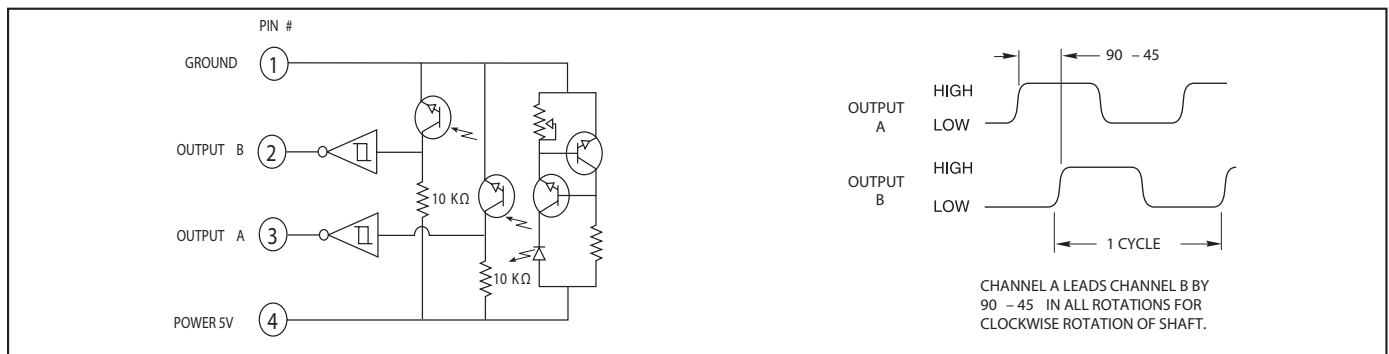 PIN #
GROUND 1
OUTPUT B 2
10 KΩ
OUTPUT A 3
10 KΩ
POWER 5V 4
90 – 45
HIGH
OUTPUT
A
LOW
HIGH
OUTPUT
B
LOW
1 CYCLE
CHANNEL A LEADS CHANNEL B BY
90 – 45 IN ALL ROTATIONS FOR
CLOCKWISE ROTATION OF SHAFT.